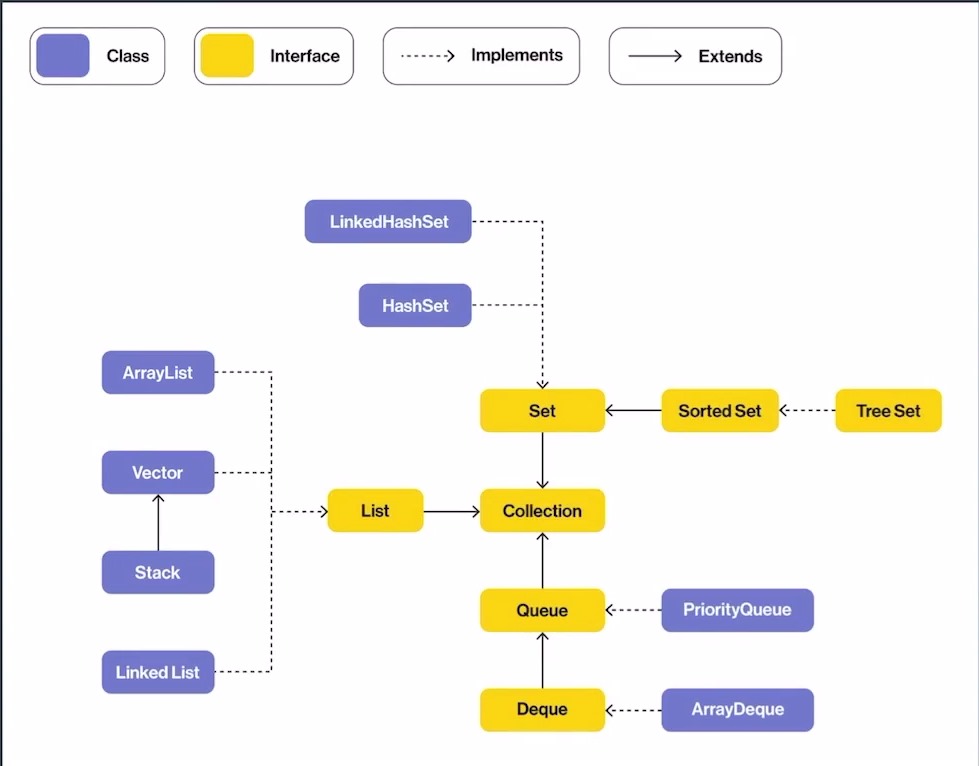 Class
Interface
Implements
Extends
LinkedHashSet
HashSet
ArrayList
Set
Sorted Set
Tree Set
Vector
List
Collection
Stack
Queue
PriorityQueue
Linked List
Deque
ArrayDeque